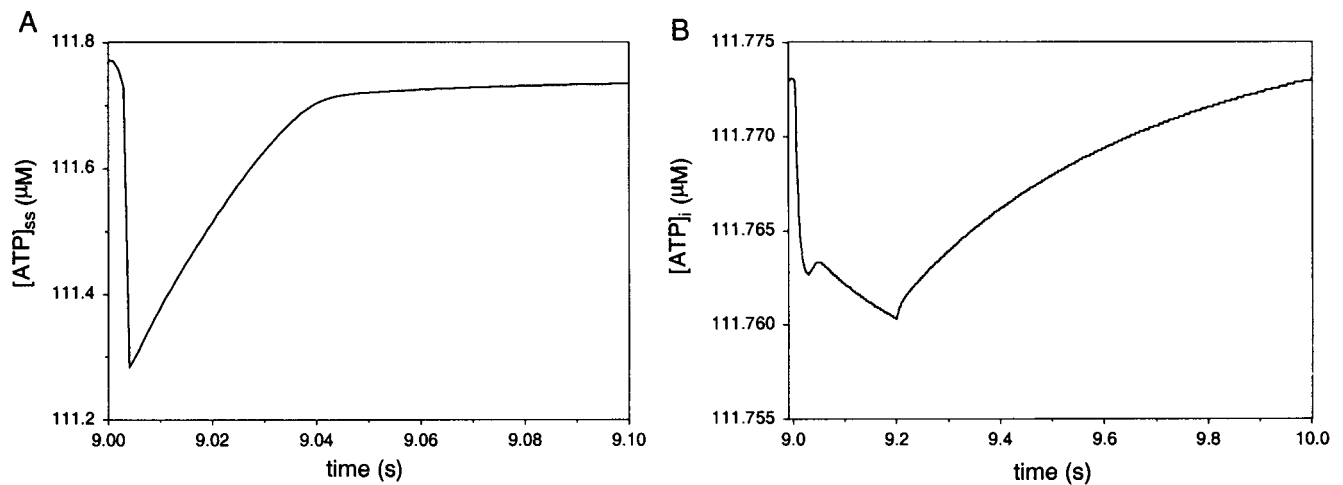 A
111.8
111.6
111.4
111.2
[ATP]ss (μM)
9.00 9.02 9.04 9.06 9.08 9.10
time (s)
B
111.775
111.770
111.765
111.760
111.755
[ATP]i (μM)
9.0 9.2 9.4 9.6 9.8 10.0
time (s)